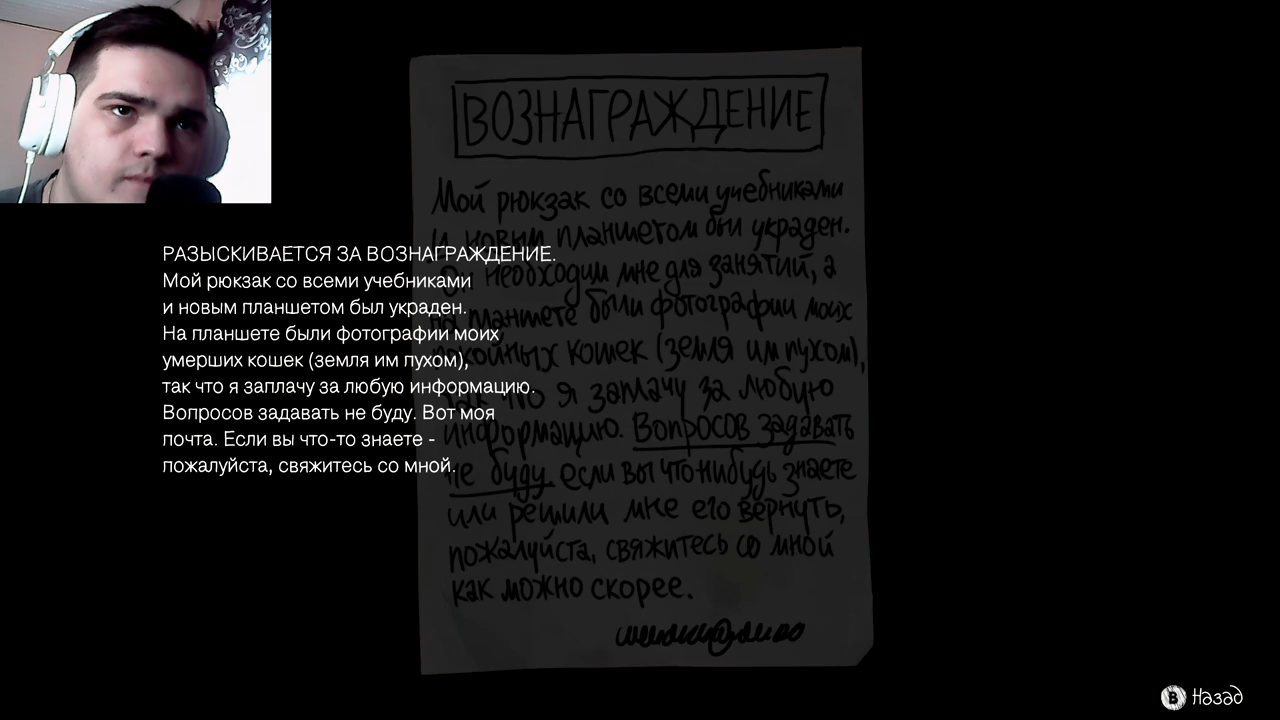 ВОЗНАГРАЖДЕНИЕ
Мой рюкзак со всеми учебниками
и новым планшетом был украден.
Он необходим мне для занятий, а
на планшете были фотографии моих
покойных кошек (земля им пухом),
так что я заплачу за любую
информацию. Вопросов задавать
не буду. если вы что нибудь знаете
или решили мне его вернуть,
пожалуйста, свяжитесь со мной
как можно скорее.
РАЗЫСКИВАЕТСЯ ЗА ВОЗНАГРАЖДЕНИЕ.
Мой рюкзак со всеми учебниками
и новым планшетом был украден.
На планшете были фотографии моих
умерших кошек (земля им пухом),
так что я заплачу за любую информацию.
Вопросов задавать не буду. Вот моя
почта. Если вы что-то знаете -
пожалуйста, свяжитесь со мной.
B Назад